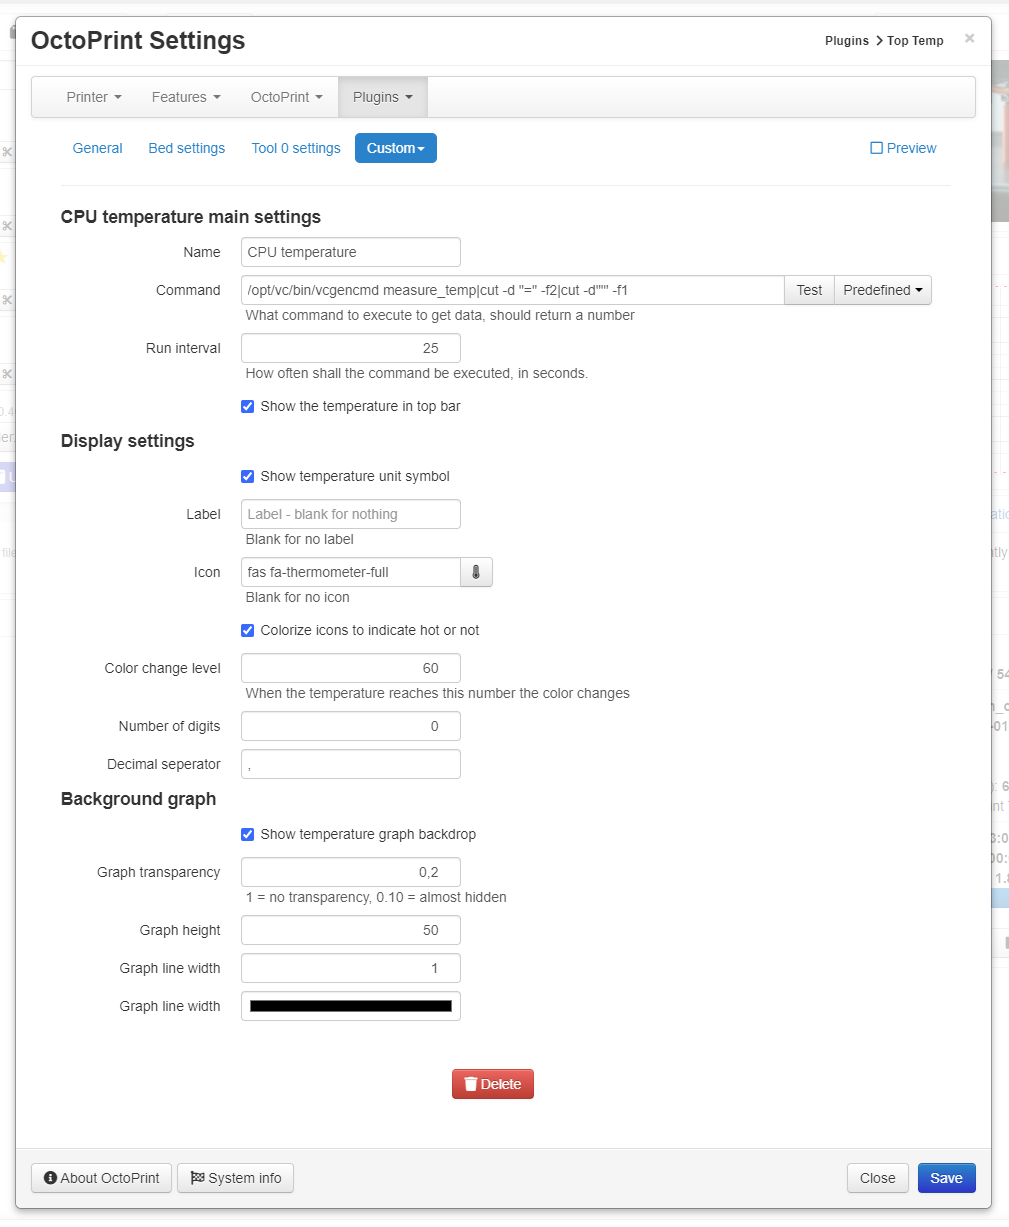 OctoPrint Settings
Plugins > Top Temp ×
Printer Features OctoPrint Plugins
General Bed settings Tool 0 settings Custom Preview
CPU temperature main settings
Name CPU temperature
Command /opt/vc/bin/vcgencmd measure_temp|cut -d "=" -f2|cut -d"'" -f1 Test Predefined
What command to execute to get data, should return a number
Run interval 25
How often shall the command be executed, in seconds.
Show the temperature in top bar
Display settings
Show temperature unit symbol
Label Label - blank for nothing
Blank for no label
Icon fas fa-thermometer-full
Blank for no icon
Colorize icons to indicate hot or not
Color change level 60
When the temperature reaches this number the color changes
Number of digits 0
Decimal seperator ,
Background graph
Show temperature graph backdrop
Graph transparency 0,2
1 = no transparency, 0.10 = almost hidden
Graph height 50
Graph line width 1
Graph line width
Delete
About OctoPrint System info Close Save